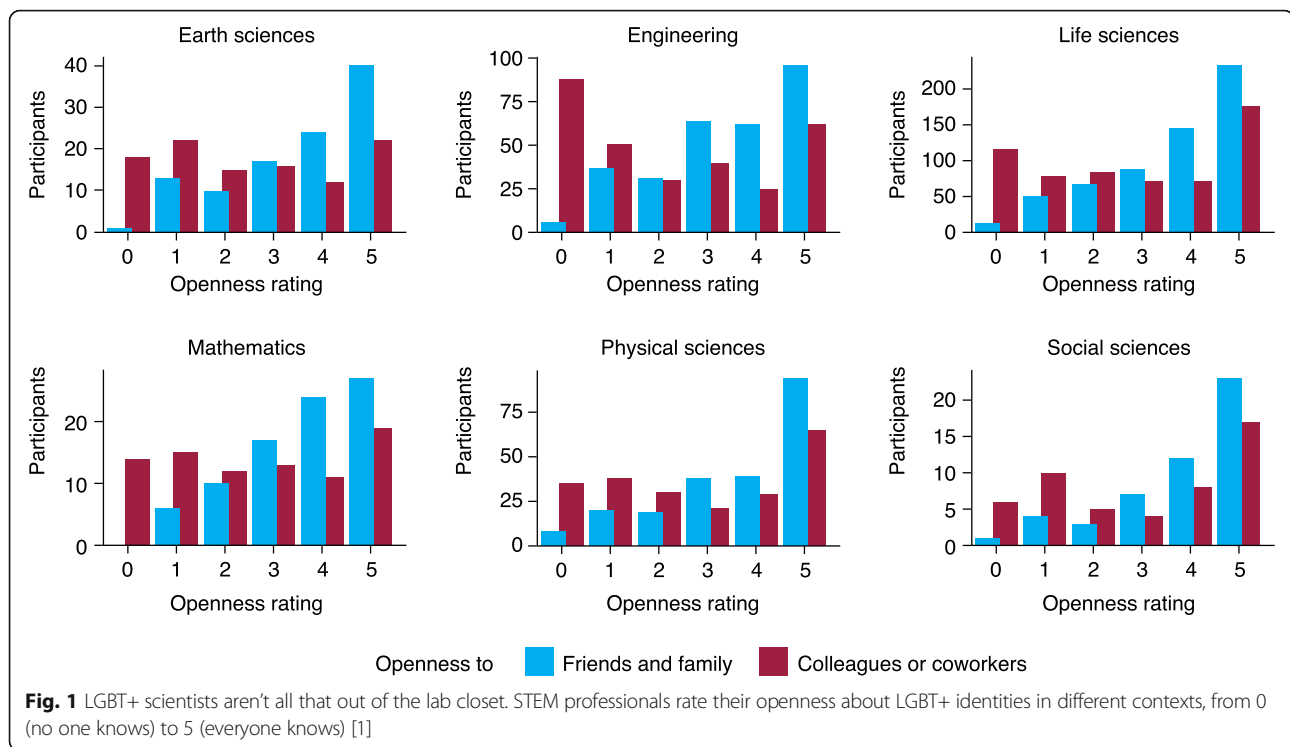 Earth sciences
Participants
40
30
20
10
0
0 1 2 3 4 5
Openness rating
Engineering
Participants
100
75
50
25
0
0 1 2 3 4 5
Openness rating
Life sciences
Participants
200
150
100
50
0
0 1 2 3 4 5
Openness rating
Mathematics
Participants
20
10
0
0 1 2 3 4 5
Openness rating
Physical sciences
Participants
75
50
25
0
0 1 2 3 4 5
Openness rating
Social sciences
Participants
20
15
10
5
0
0 1 2 3 4 5
Openness rating
Openness to Friends and family Colleagues or coworkers
Fig. 1 LGBT+ scientists aren’t all that out of the lab closet. STEM professionals rate their openness about LGBT+ identities in different contexts, from 0
(no one knows) to 5 (everyone knows) [1]